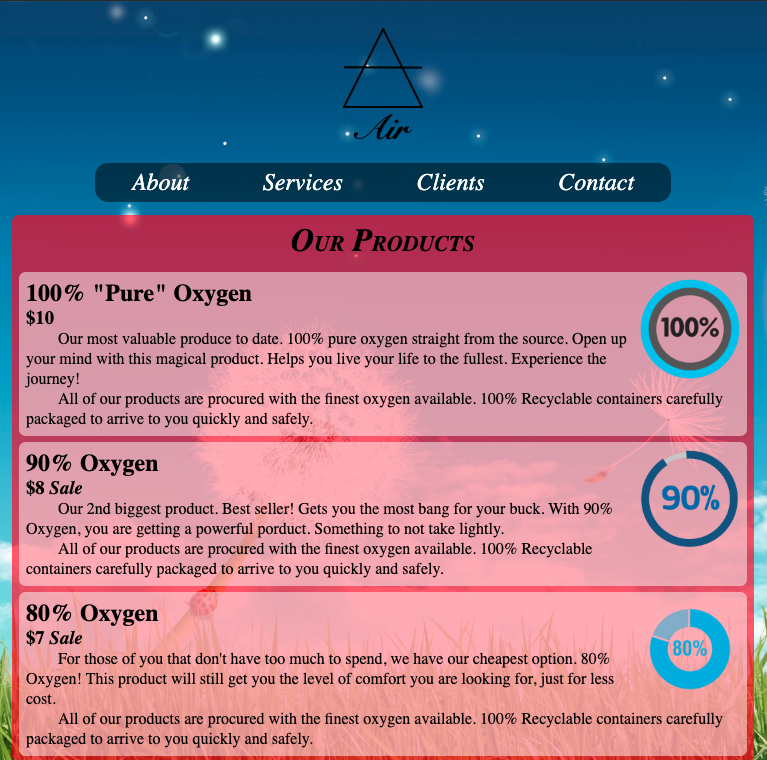 Air
About Services Clients Contact
Our Products
100% "Pure" Oxygen
$10
100%
Our most valuable produce to date. 100% pure oxygen straight from the source. Open up
your mind with this magical product. Helps you live your life to the fullest. Experience the
journey!
All of our products are procured with the finest oxygen available. 100% Recyclable containers carefully
packaged to arrive to you quickly and safely.
90% Oxygen
$8 Sale
90%
Our 2nd biggest product. Best seller! Gets you the most bang for your buck. With 90%
Oxygen, you are getting a powerful porduct. Something to not take lightly.
All of our products are procured with the finest oxygen available. 100% Recyclable
containers carefully packaged to arrive to you quickly and safely.
80% Oxygen
$7 Sale
80%
For those of you that don't have too much to spend, we have our cheapest option. 80%
Oxygen! This product will still get you the level of comfort you are looking for, just for less
cost.
All of our products are procured with the finest oxygen available. 100% Recyclable containers carefully
packaged to arrive to you quickly and safely.